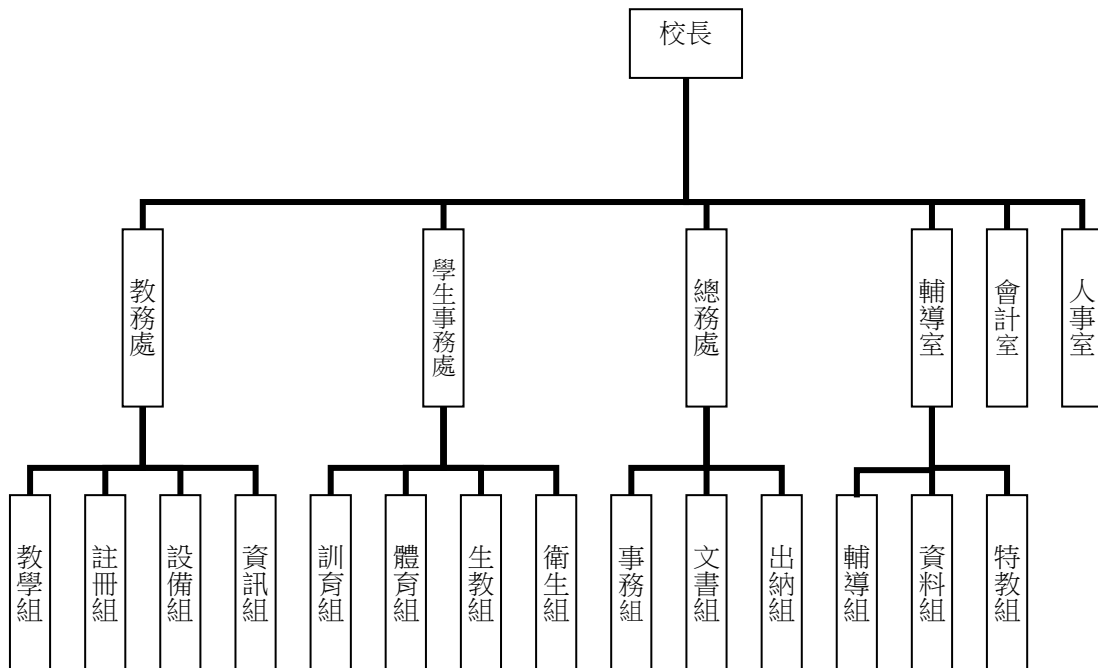 校長
教務處
學生事務處
總務處
輔導室
會計室
人事室
教學組
註冊組
設備組
資訊組
訓育組
體育組
生教組
衛生組
事務組
文書組
出納組
輔導組
資料組
特教組